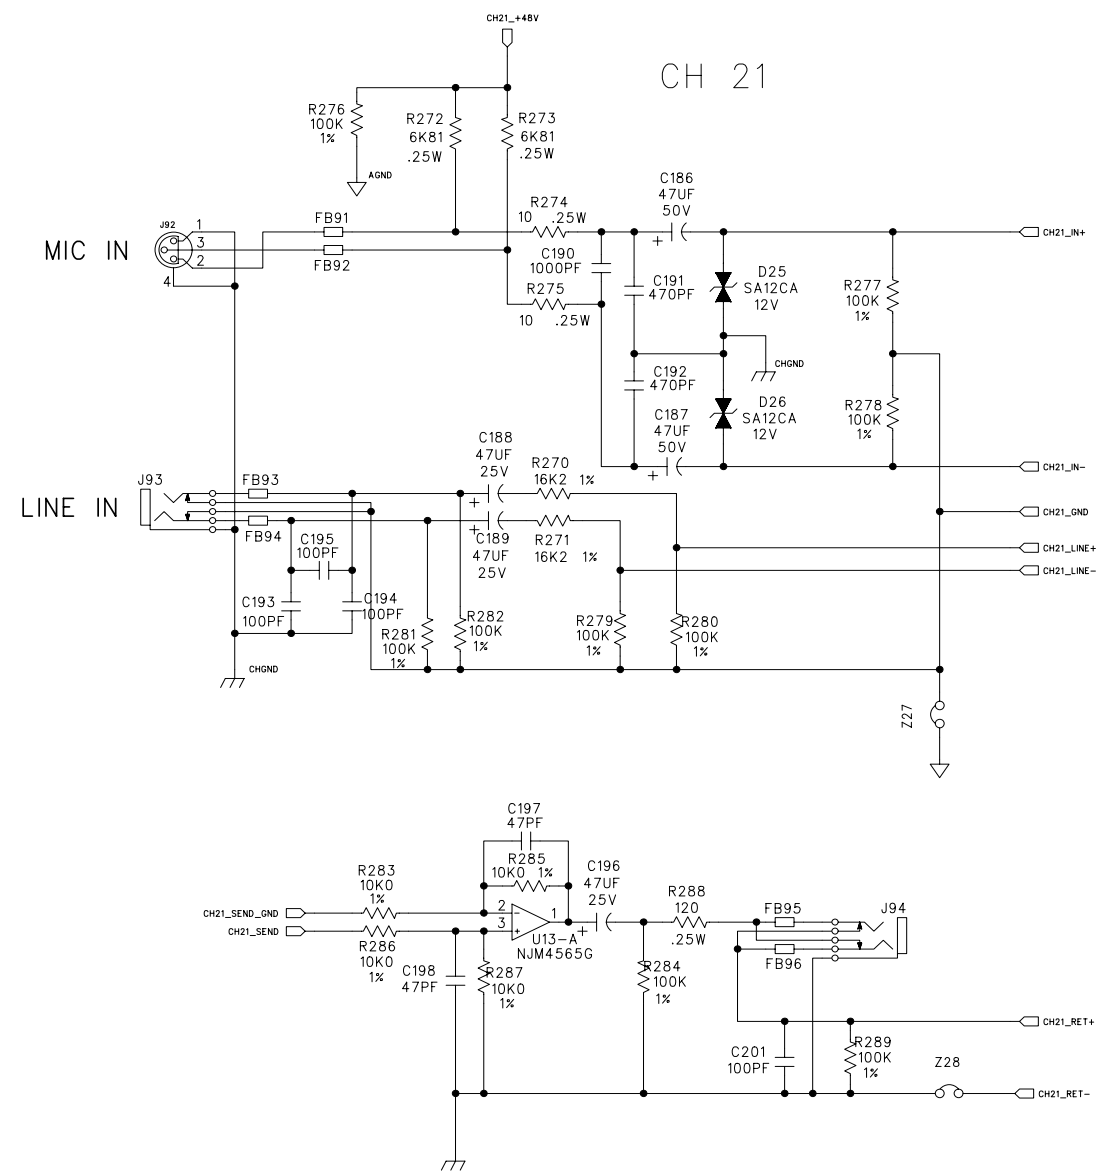 CH21_+48V
CH 21
R276
100K
1%
R272
6K81
.25W
R273
6K81
.25W
AGND
C186
47UF
50V
R274
10 .25W
J92
1
3
2
4
FB91
FB92
MIC IN
CH21_IN+
C190
1000PF
C191
470PF
D25
SA12CA
12V
R277
100K
1%
R275
10 .25W
CHGND
C192
470PF
D26
SA12CA
12V
R278
100K
1%
C187
47UF
50V
CH21_IN-
C188
47UF
25V
R270
16K2 1%
J93
FB93
LINE IN
FB94
C189
47UF
25V
R271
16K2 1%
CH21_GND
CH21_LINE+
CH21_LINE-
C195
100PF
C193
100PF
C194
100PF
R281
100K
1%
R282
100K
1%
R279
100K
1%
R280
100K
1%
CHGND
Z27
C197
47PF
R285
10K0 1%
C196
47UF
25V
R283
10K0
1%
R288
120
.25W
CH21_SEND_GND
CH21_SEND
2
3
1
-
+
U13-A
NJM4565G
R286
10K0
1%
C198
47PF
R287
10K0
1%
R284
100K
1%
FB95
FB96
J94
CH21_RET+
C201
100PF
R289
100K
1%
Z28
CH21_RET-
+
+
+
+
+